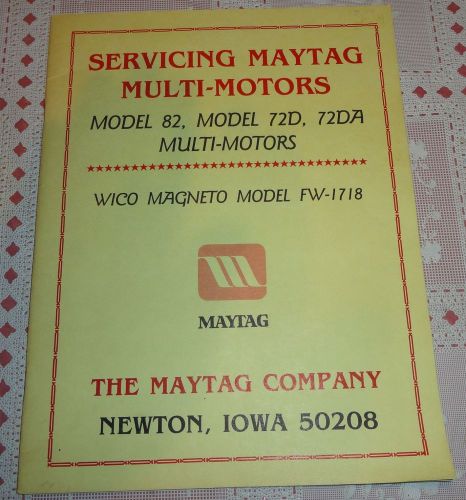 SERVICING MAYTAG
MULTI-MOTORS
MODEL 82, MODEL 72D, 72DA
MULTI-MOTORS
WICO MAGNETO MODEL FW-1718
MAYTAG
THE MAYTAG COMPANY
NEWTON, IOWA 50208